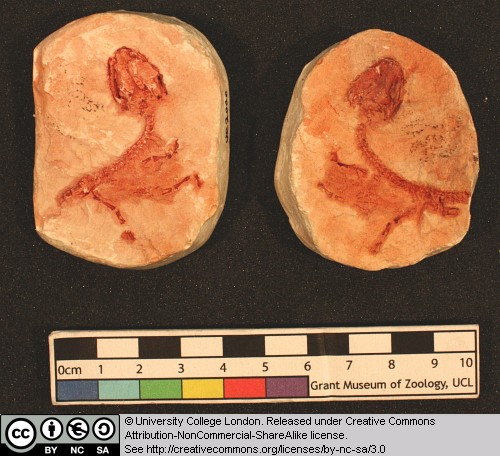 0cm 1 2 3 4 5 6 7 8 9 10
Grant Museum of Zoology, UCL
cc BY NC SA
© University College London. Released under Creative Commons
Attribution-NonCommercial-ShareAlike license.
See http://creativecommons.org/licenses/by-nc-sa/3.0